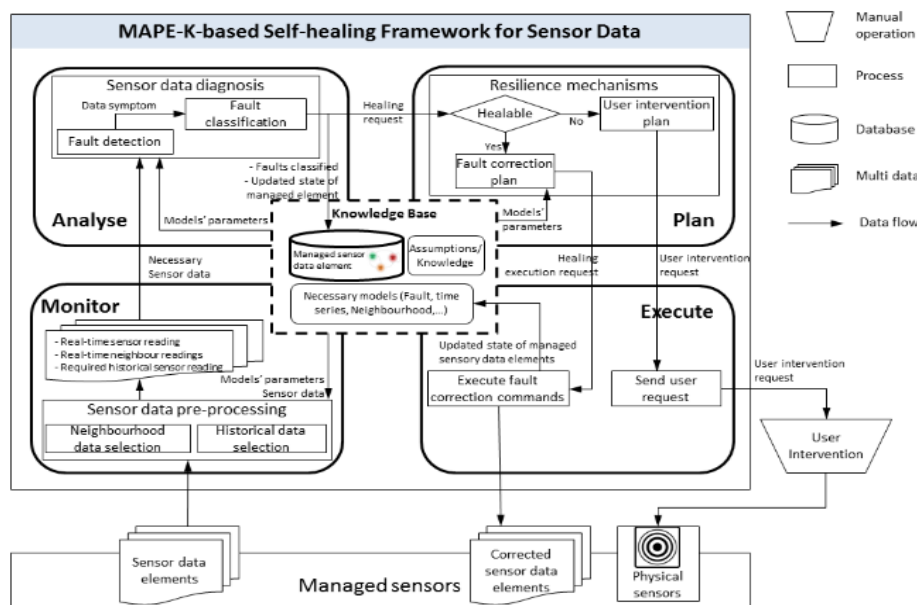 MAPE-K-based Self-healing Framework for Sensor Data
Manual
operation
Process
Database
Multi data
Data flow
Sensor data diagnosis
Data symptom
Fault
classification
Fault detection
- Faults classified
- Updated state of
managed element
Analyse
Models' parameters
Healing
request
Resilience mechanisms
Healable
No
Yes
User intervention
plan
Fault correction
plan
Models'
parameters
Plan
Knowledge Base
Managed sensor
data element
Assumptions/
Knowledge
Necessary models (Fault, time
series, Neighbourhood,...)
Healing
execution request
User intervention
request
Necessary
Sensor data
Monitor
- Real-time sensor reading
- Real-time neighbour readings
- Required historical sensor reading
Models' parameters
Sensor data
Sensor data pre-processing
Neighbourhood
data selection
Historical data
selection
Execute
Updated state of managed
sensory data elements
Execute fault
correction commands
Send user
request
User intervention
request
User
Intervention
Sensor data
elements
Managed sensors
Corrected
sensor data
elements
Physical
sensors